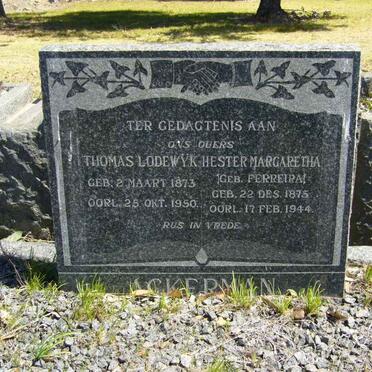 TER GEDAGTENIS AAN
ONS OUERS
THOMAS LODEWYK
GEB. 2 MAART 1873
OORL. 25 OKT. 1950
HESTER MARGARETHA
(GEB. FERREIRA)
GEB. 22 DES. 1875
OORL. 17 FEB. 1944
RUS IN VREDE
ACKERMAN